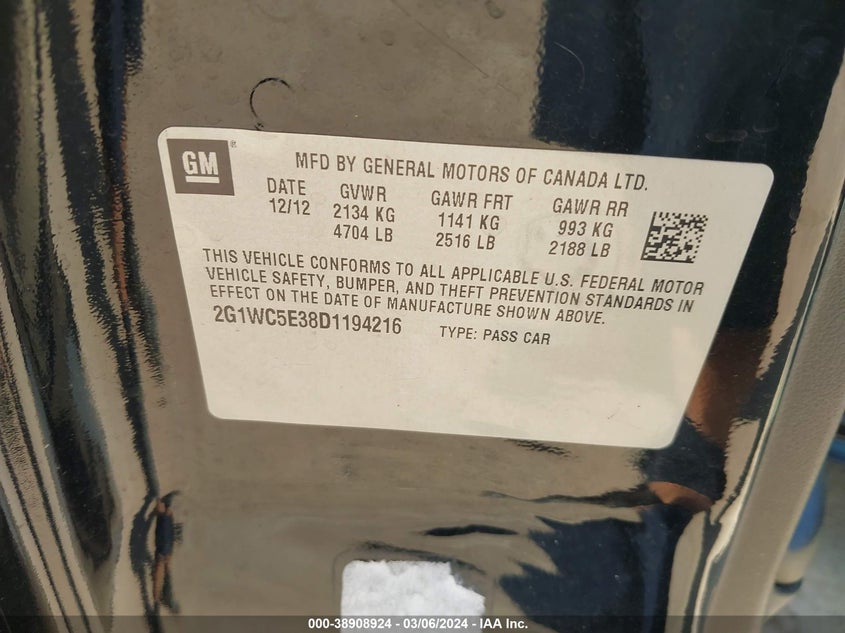 GM ®
MFD BY GENERAL MOTORS OF CANADA LTD.
DATE GVWR GAWR FRT GAWR RR
12/12 2134 KG 1141 KG 993 KG
4704 LB 2516 LB 2188 LB
THIS VEHICLE CONFORMS TO ALL APPLICABLE U.S. FEDERAL MOTOR
VEHICLE SAFETY, BUMPER, AND THEFT PREVENTION STANDARDS IN
EFFECT ON THE DATE OF MANUFACTURE SHOWN ABOVE.
2G1WC5E38D1194216 TYPE: PASS CAR
000-38908924 - 03/06/2024 - IAA Inc.